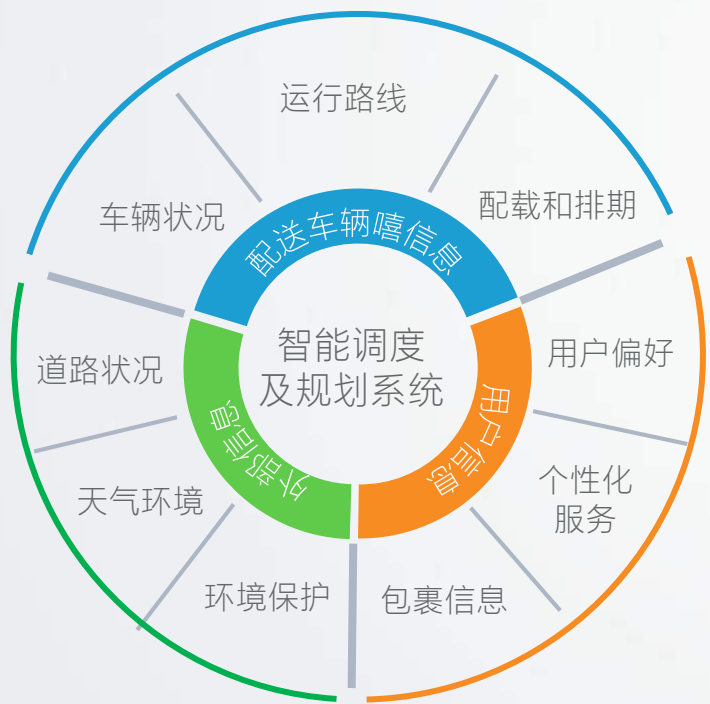 运行路线
车辆状况
配载和排期
配送车辆嘻信息
智能调度
及规划系统
道路状况
用户偏好
外部信息
用户信息
天气环境
个性化
服务
环境保护
包裹信息